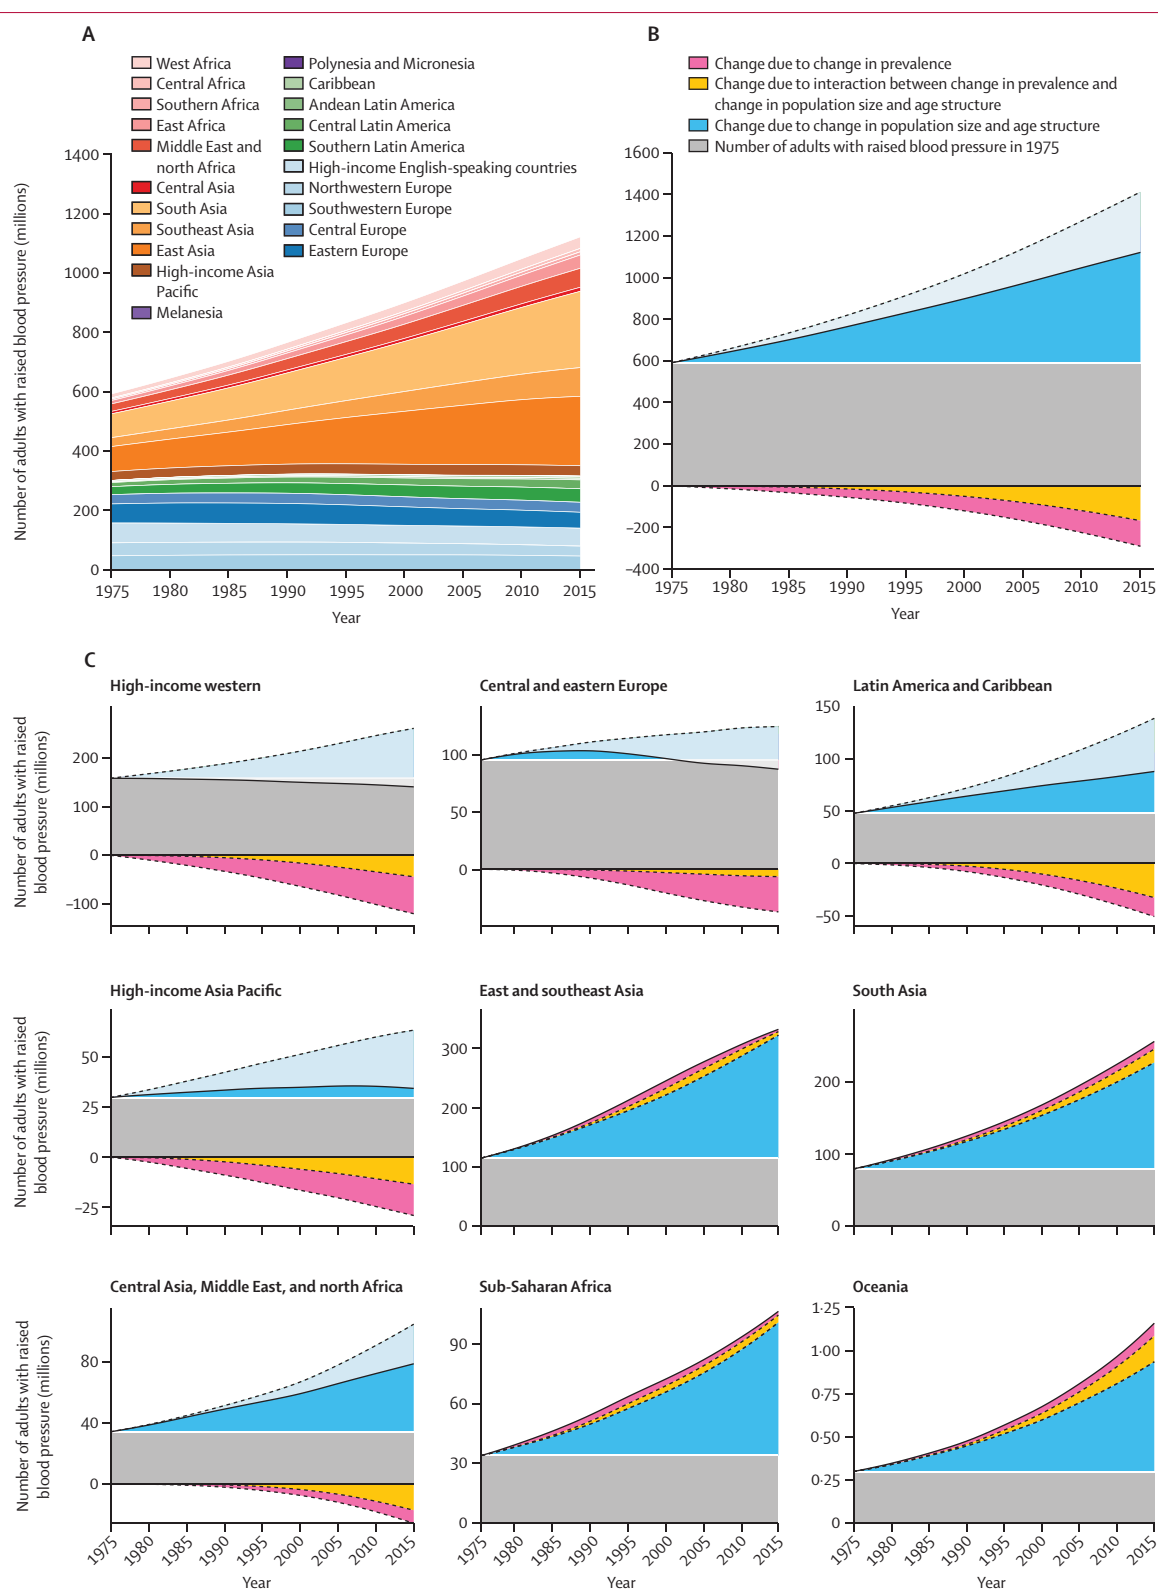 A
West Africa
Central Africa
Southern Africa
East Africa
Middle East and
north Africa
Central Asia
South Asia
Southeast Asia
East Asia
High-income Asia
Pacific
Melanesia
Polynesia and Micronesia
Caribbean
Andean Latin America
Central Latin America
Southern Latin America
High-income English-speaking countries
Northwestern Europe
Southwestern Europe
Central Europe
Eastern Europe
Number of adults with raised blood pressure (millions)
1400
1200
1000
800
600
400
200
0
1975 1980 1985 1990 1995 2000 2005 2010 2015
Year
B
Change due to change in prevalence
Change due to interaction between change in prevalence and
change in population size and age structure
Change due to change in population size and age structure
Number of adults with raised blood pressure in 1975
1600
1400
1200
1000
800
600
400
200
0
–200
–400
1975 1980 1985 1990 1995 2000 2005 2010 2015
Year
C
High-income western
Number of adults with raised
blood pressure (millions)
200
100
0
–100
Central and eastern Europe
100
50
0
Latin America and Caribbean
150
100
50
0
–50
High-income Asia Pacific
Number of adults with raised
blood pressure (millions)
50
25
0
–25
East and southeast Asia
300
200
100
0
South Asia
200
100
0
Central Asia, Middle East, and north Africa
Number of adults with raised
blood pressure (millions)
80
40
0
1975 1980 1985 1990 1995 2000 2005 2010 2015
Year
Sub-Saharan Africa
90
60
30
0
1975 1980 1985 1990 1995 2000 2005 2010 2015
Year
Oceania
1·25
1·00
0·75
0·50
0·25
0
1975 1980 1985 1990 1995 2000 2005 2010 2015
Year